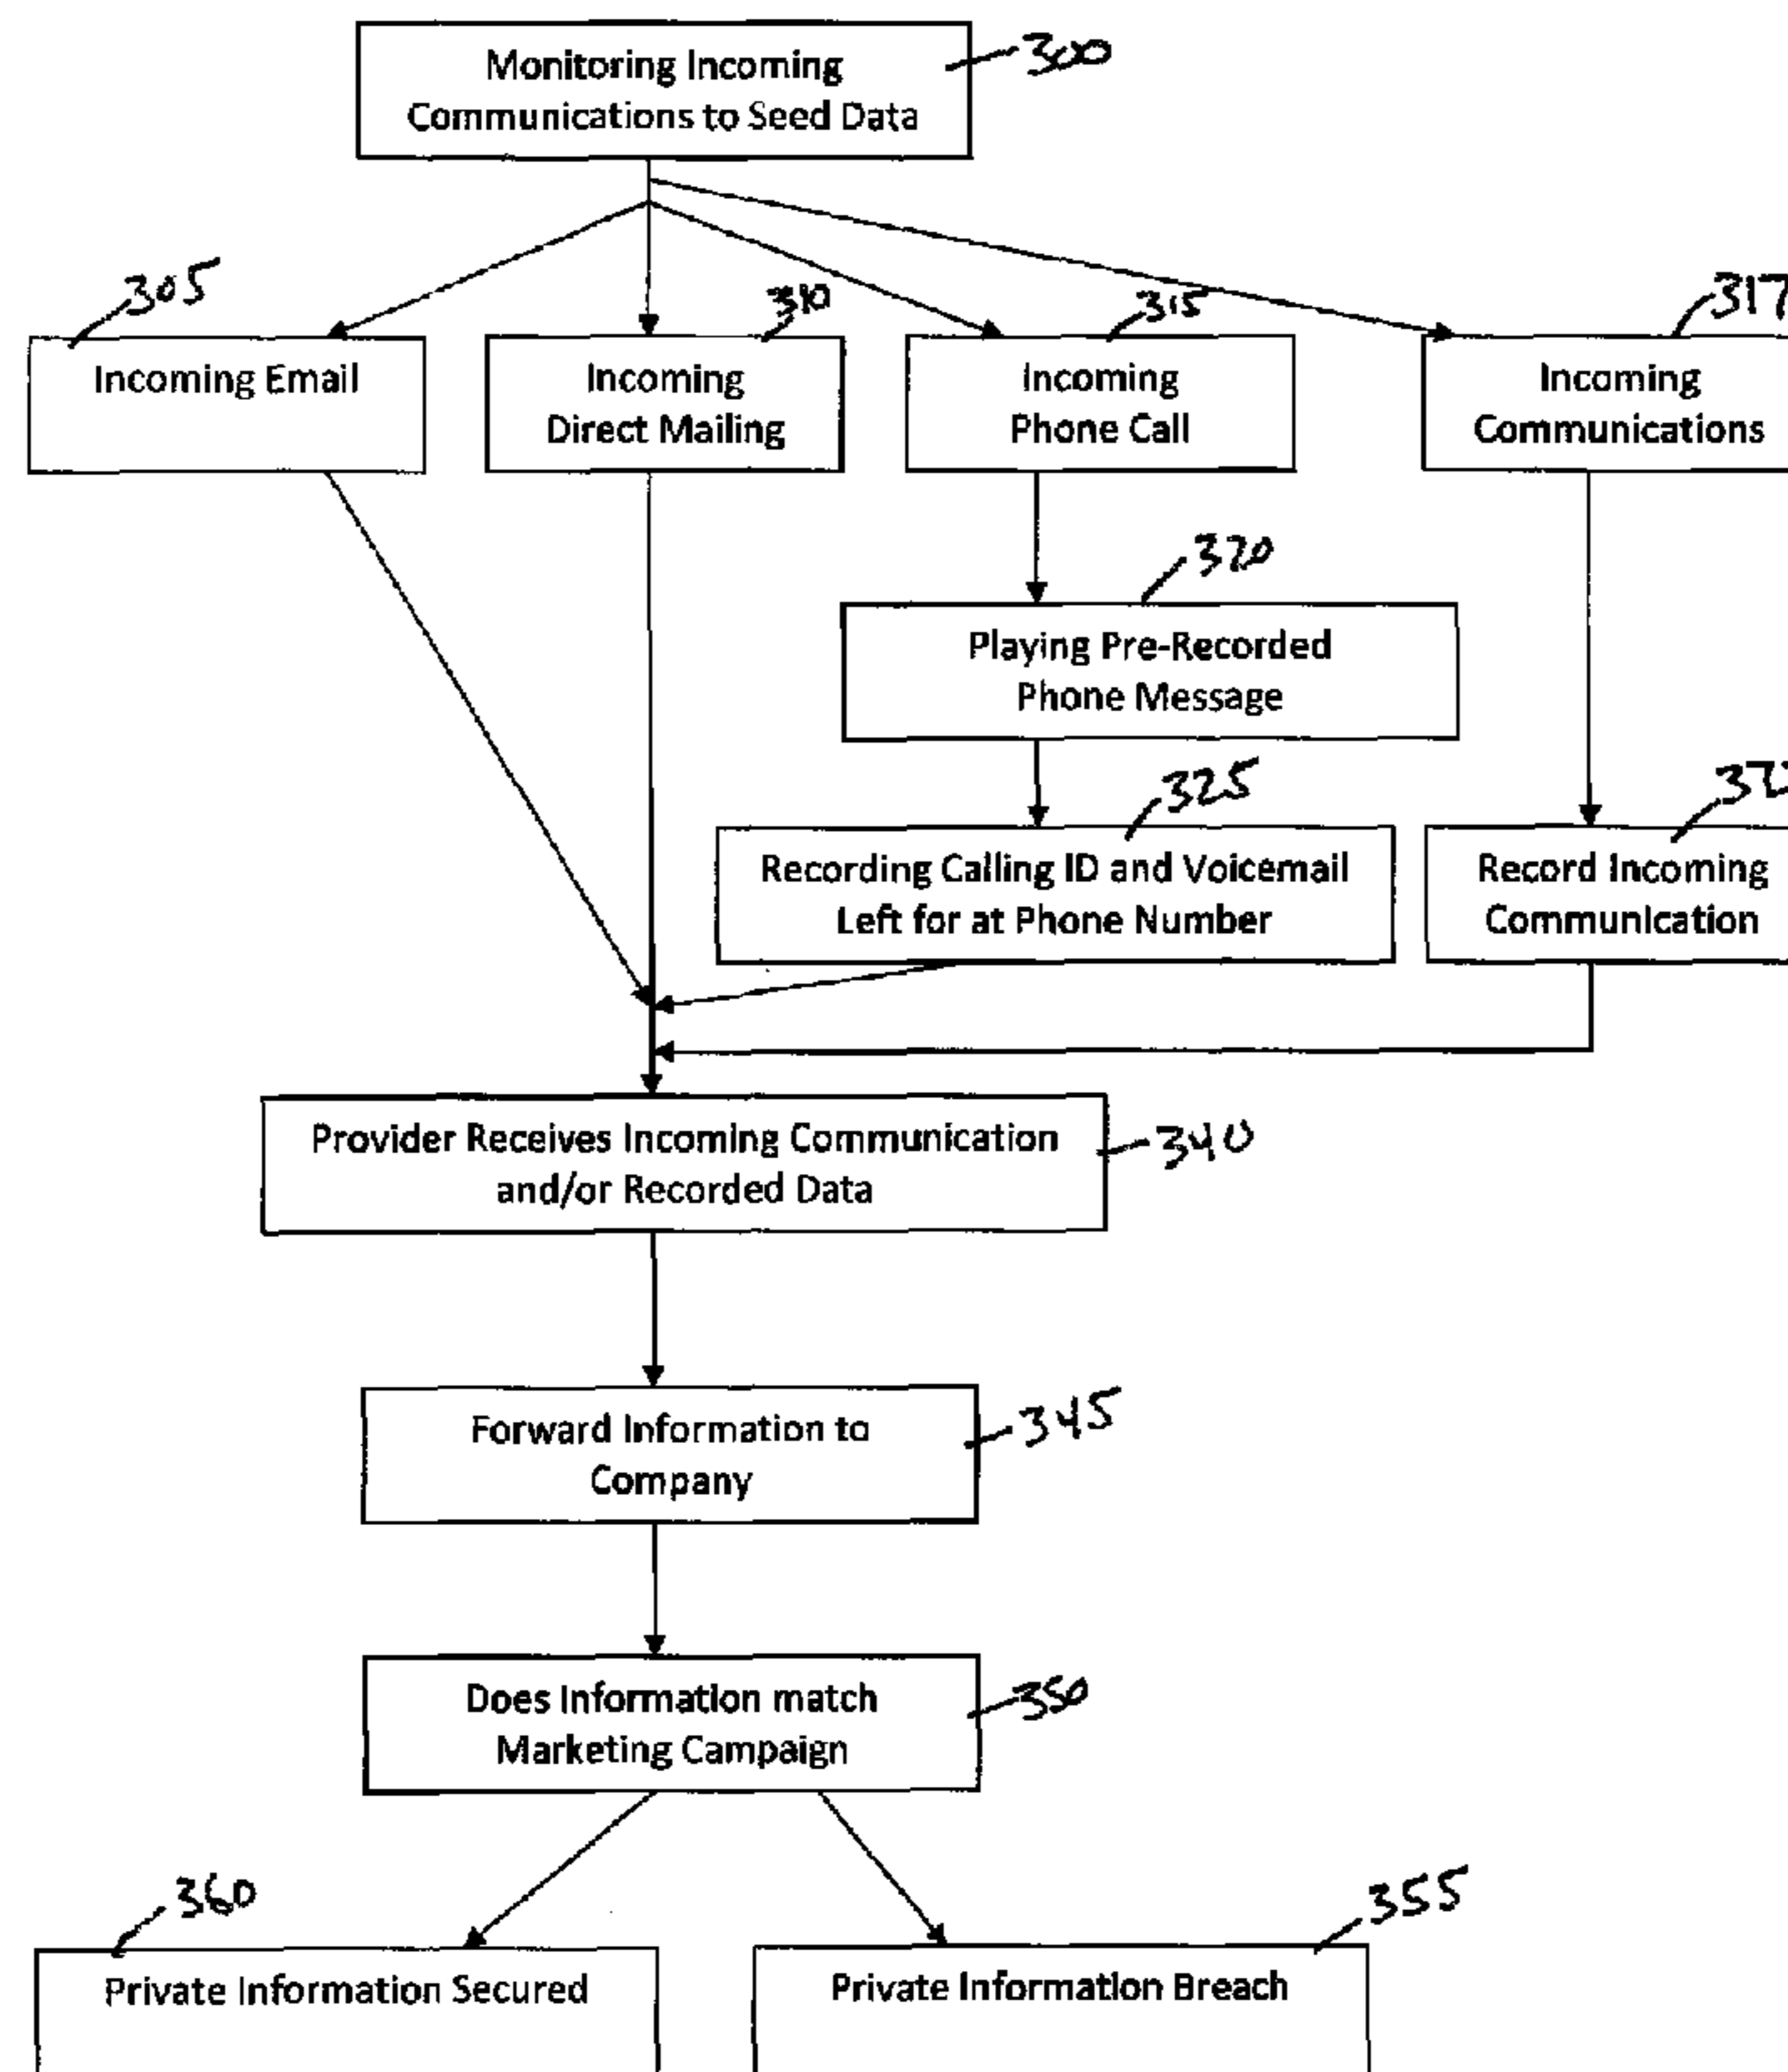 Monitoring Incoming
Communications to Seed Data
300
305
310
315
317
Incoming Email
Incoming
Direct Mailing
Incoming
Phone Call
Incoming
Communications
320
Playing Pre-Recorded
Phone Message
325
Recording Calling ID and Voicemail
Left for at Phone Number
Record Incoming
Communication
Provider Receives Incoming Communication
and/or Recorded Data
340
Forward Information to
Company
345
Does Information match
Marketing Campaign
350
360
355
Private Information Secured
Private Information Breach